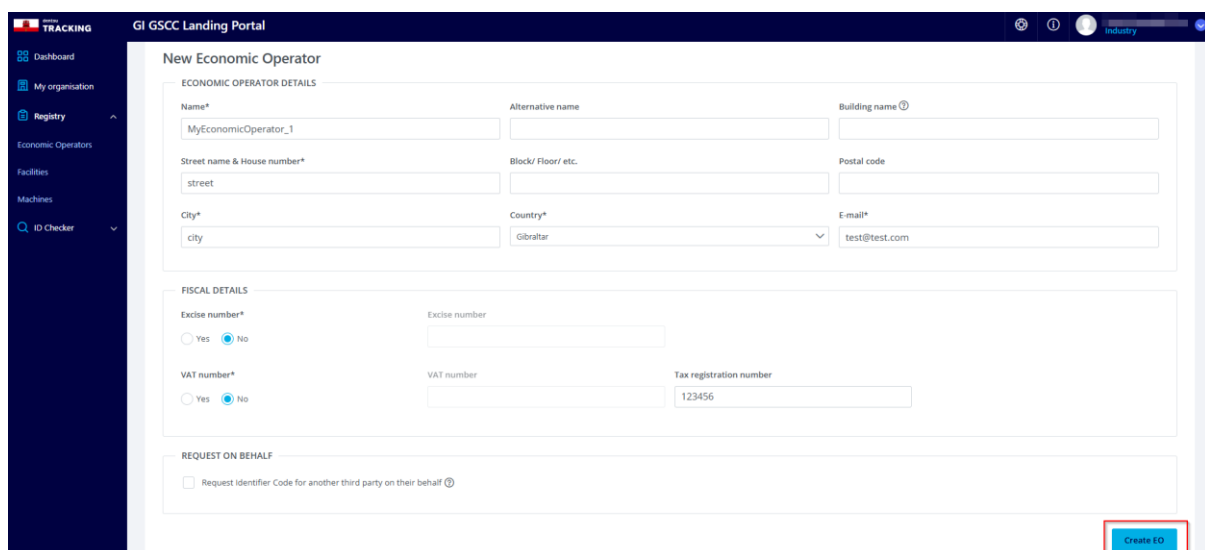 dentsu
TRACKING
GI GSCC Landing Portal
Industry
Dashboard
My organisation
Registry
Economic Operators
Facilities
Machines
ID Checker
New Economic Operator
ECONOMIC OPERATOR DETAILS
Name* Alternative name Building name
MyEconomicOperator_1
Street name & House number* Block/ Floor/ etc. Postal code
street
City* Country* E-mail*
city Gibraltar test@test.com
FISCAL DETAILS
Excise number* Excise number
Yes No
VAT number* VAT number Tax registration number
Yes No 123456
REQUEST ON BEHALF
Request Identifier Code for another third party on their behalf
Create EO